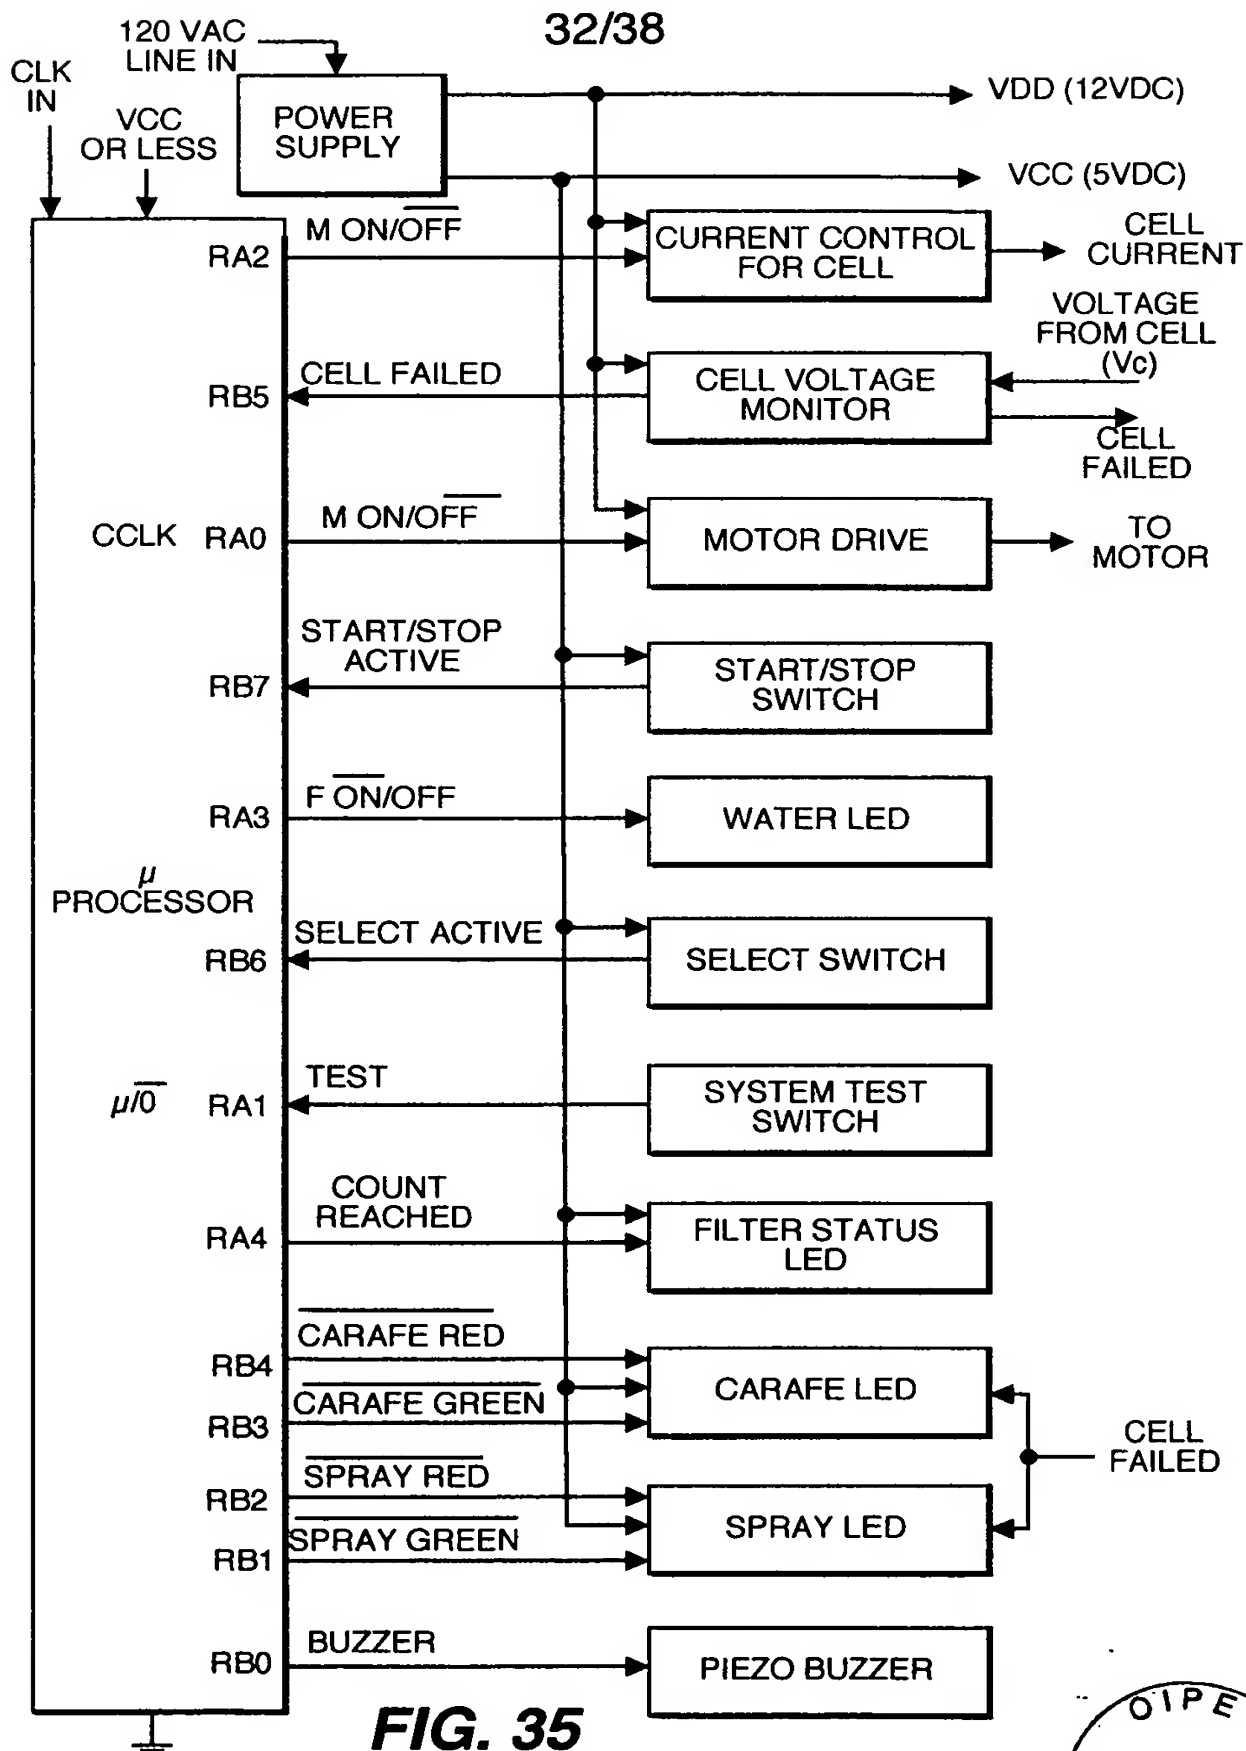 32/38
120 VAC
LINE IN
CLK
IN
VCC
OR LESS
POWER
SUPPLY
VDD (12VDC)
VCC (5VDC)
M ON/OFF
RA2
CURRENT CONTROL
FOR CELL
CELL
CURRENT
VOLTAGE
FROM CELL
(Vc)
CELL FAILED
RB5
CELL VOLTAGE
MONITOR
CELL
FAILED
M ON/OFF
CCLK RA0
MOTOR DRIVE
TO
MOTOR
START/STOP
ACTIVE
RB7
START/STOP
SWITCH
F ON/OFF
RA3
WATER LED
μ
PROCESSOR
SELECT ACTIVE
RB6
SELECT SWITCH
TEST
μ/0 RA1
SYSTEM TEST
SWITCH
COUNT
REACHED
RA4
FILTER STATUS
LED
CARAFE RED
RB4
CARAFE GREEN
RB3
CARAFE LED
CELL
FAILED
SPRAY RED
RB2
SPRAY GREEN
RB1
SPRAY LED
BUZZER
RB0
PIEZO BUZZER
FIG. 35
OIPE